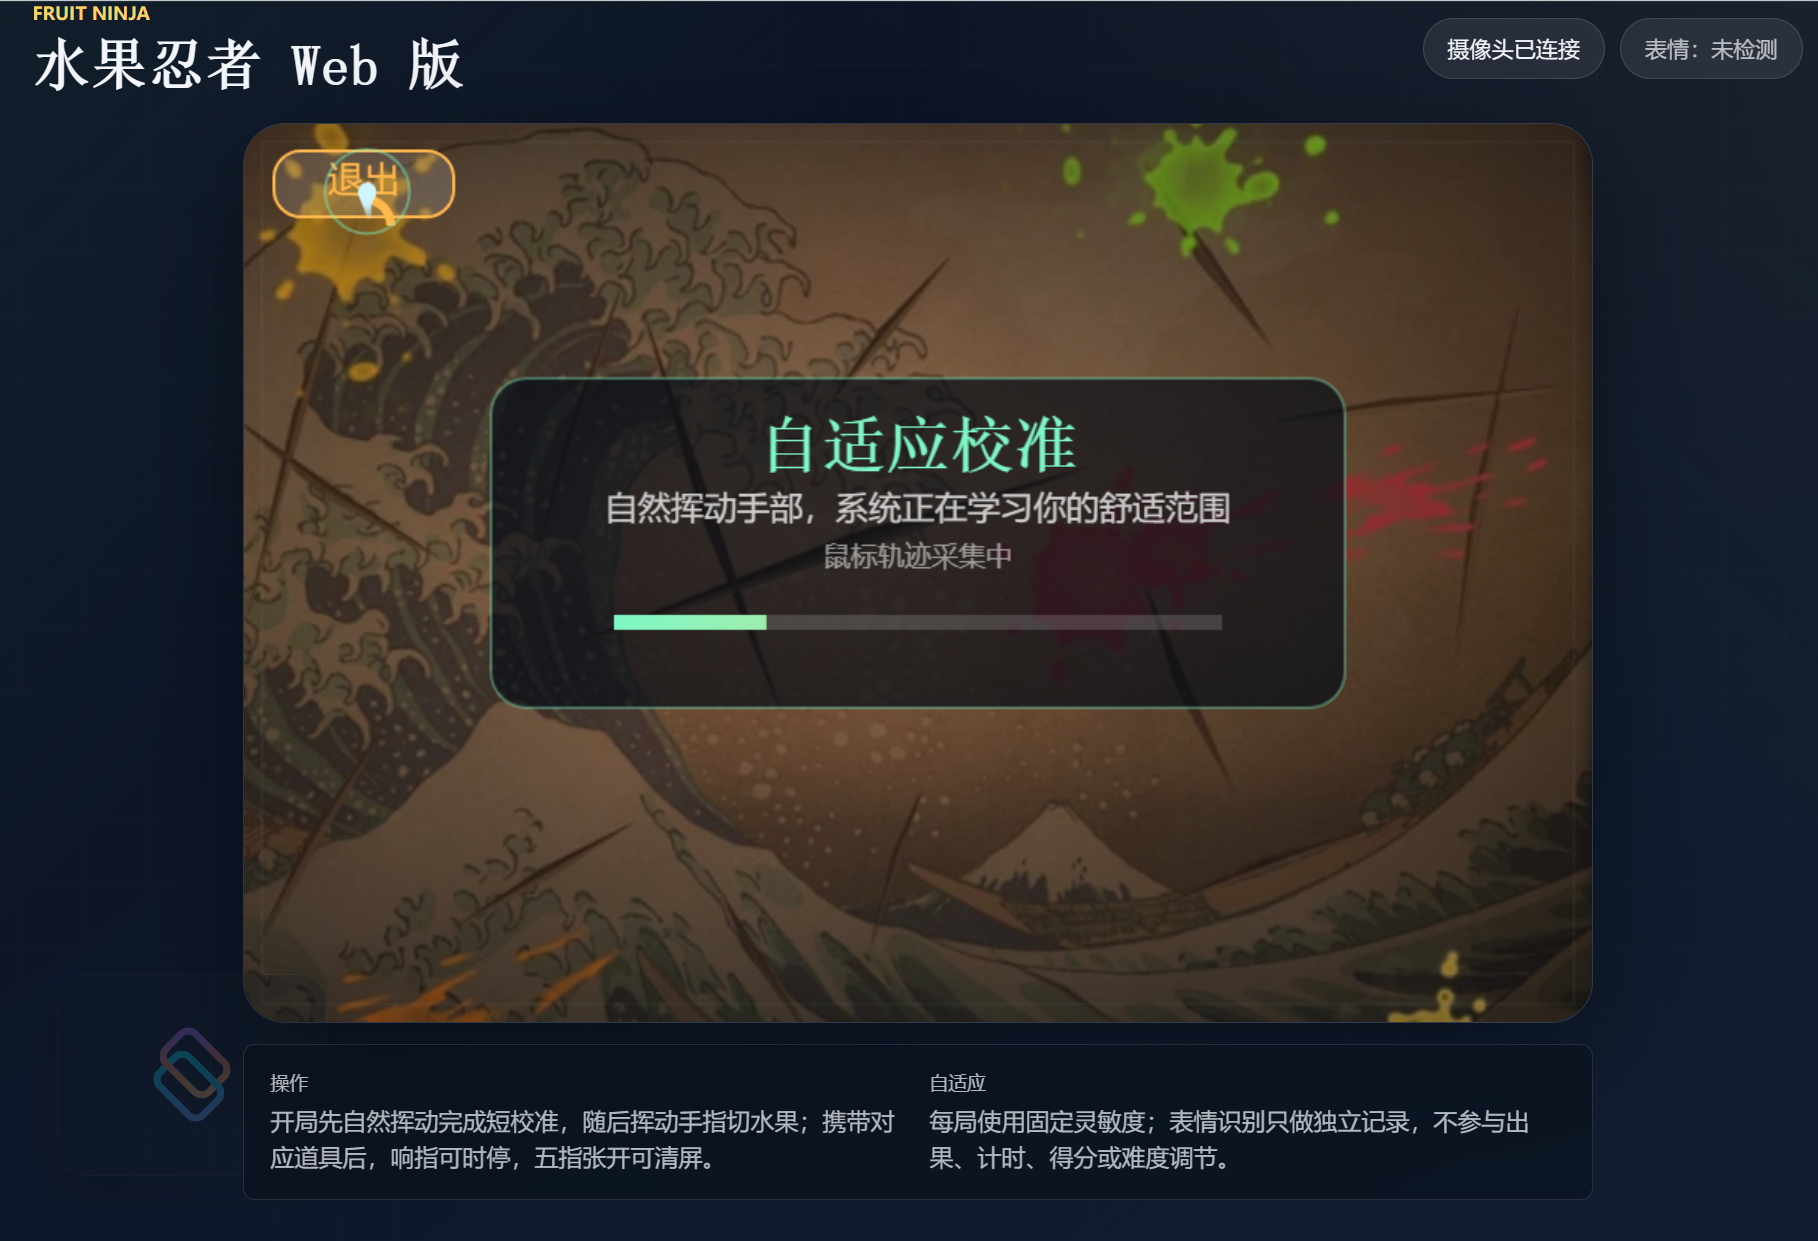 FRUIT NINJA
水果忍者 Web 版
摄像头已连接
表情：未检测
退出
自适应校准
自然挥动手部，系统正在学习你的舒适范围
鼠标轨迹采集中
操作
开局先自然挥动完成短校准，随后挥动手指切水果；携带对
应道具后，响指可时停，五指张开可清屏。
自适应
每局使用固定灵敏度；表情识别只做独立记录，不参与出
果、计时、得分或难度调节。